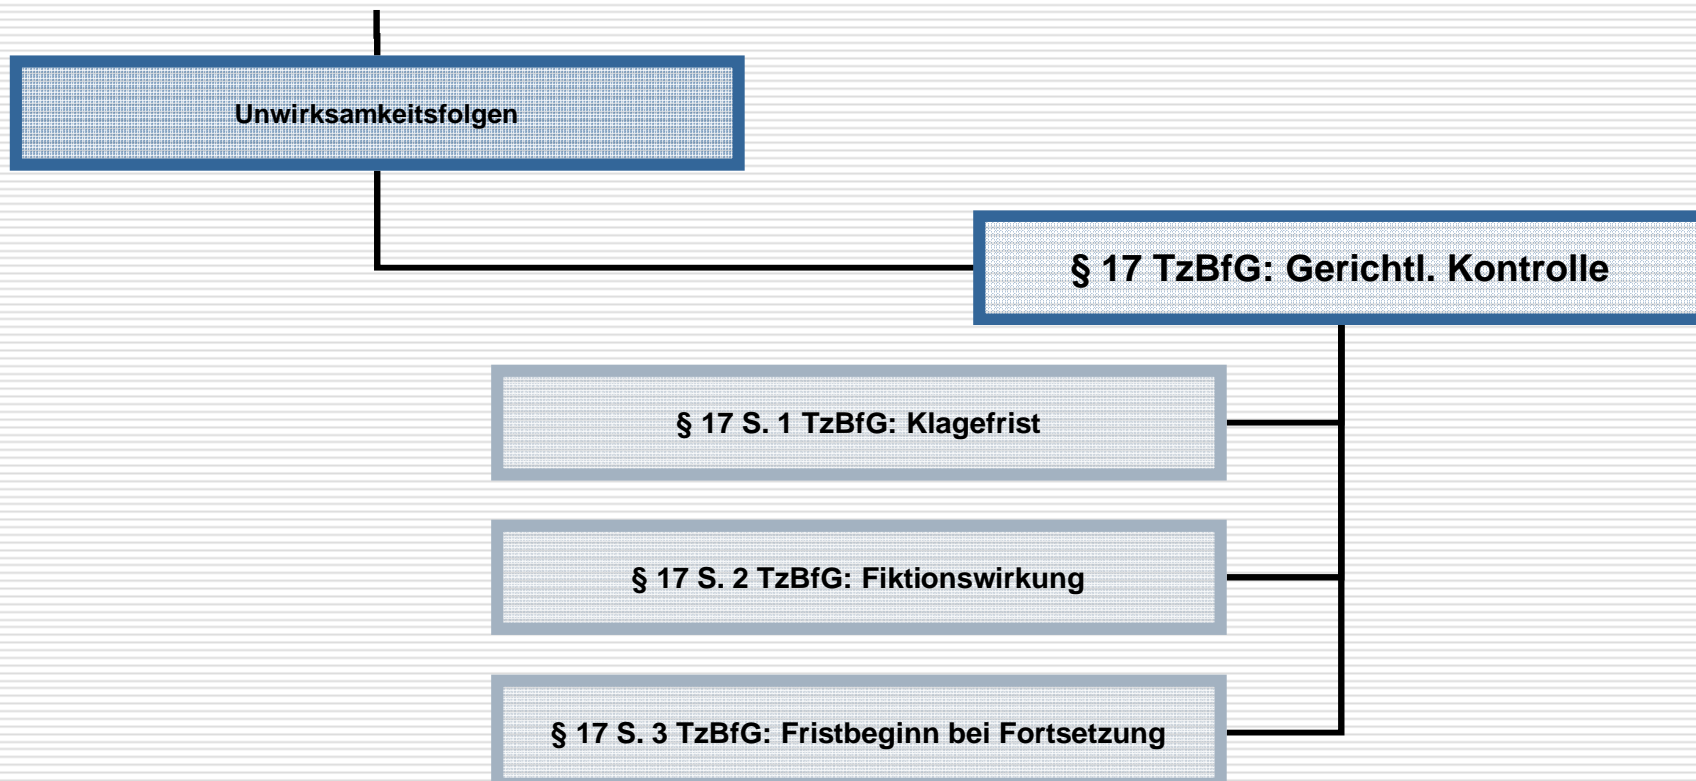 Unwirksamkeitsfolgen
§ 17 TzBfG: Gerichtl. Kontrolle
§ 17 S. 1 TzBfG: Klagefrist
§ 17 S. 2 TzBfG: Fiktionswirkung
§ 17 S. 3 TzBfG: Fristbeginn bei Fortsetzung